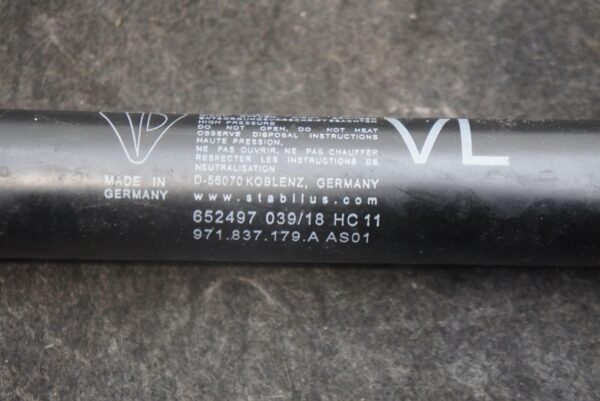 HIGH PRESSURE
DO NOT OPEN, DO NOT HEAT
OBSERVE DISPOSAL INSTRUCTIONS
HAUTE PRESSION,
NE PAS OUVRIR, NE PAS CHAUFFER
RESPECTER LES INSTRUCTIONS DE
NEUTRALISATION
D-56070 KOBLENZ, GERMANY
www.stabilus.com
652497 039/18 HC 11
971.837.179.A AS01
MADE IN
GERMANY
VL